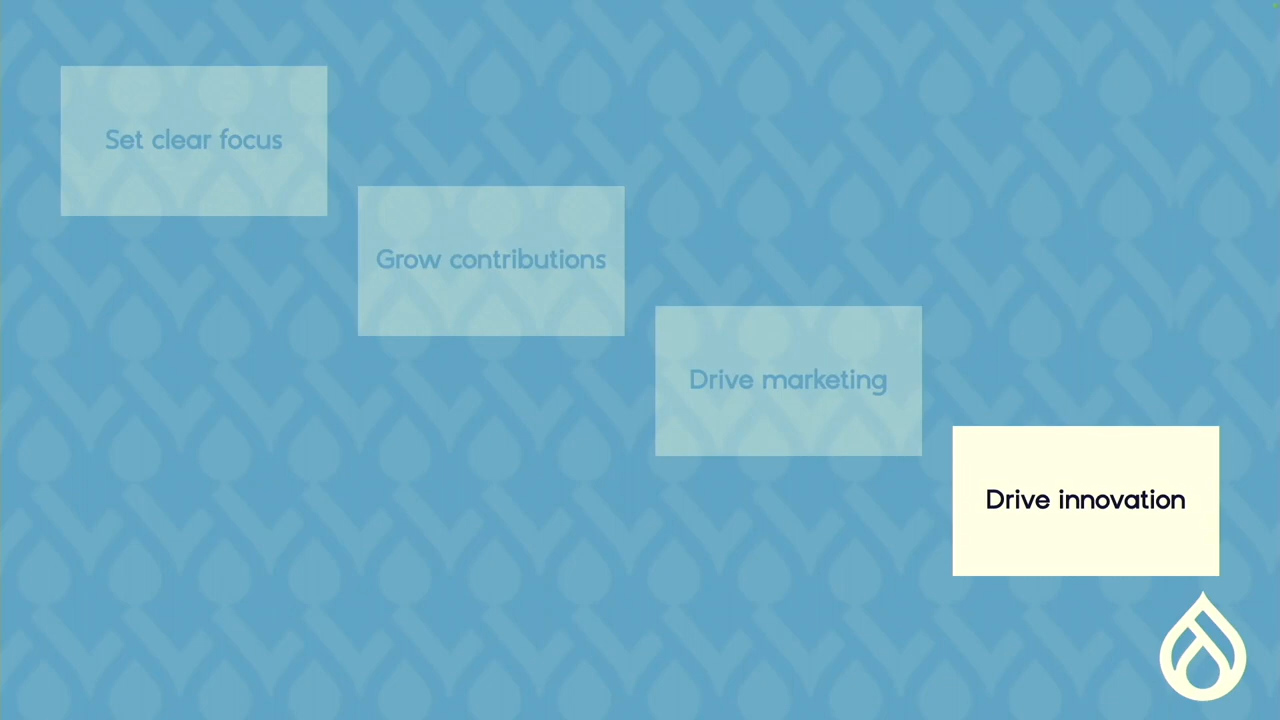 Set clear focus
Grow contributions
Drive marketing
Drive innovation